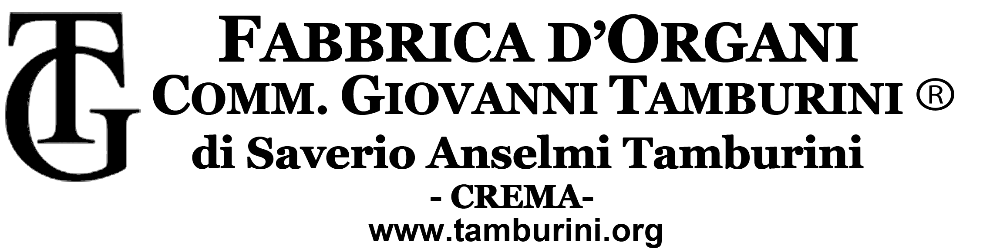 TG
FABBRICA D’ORGANI
COMM. GIOVANNI TAMBURINI ®
di Saverio Anselmi Tamburini
- CREMA-
www.tamburini.org